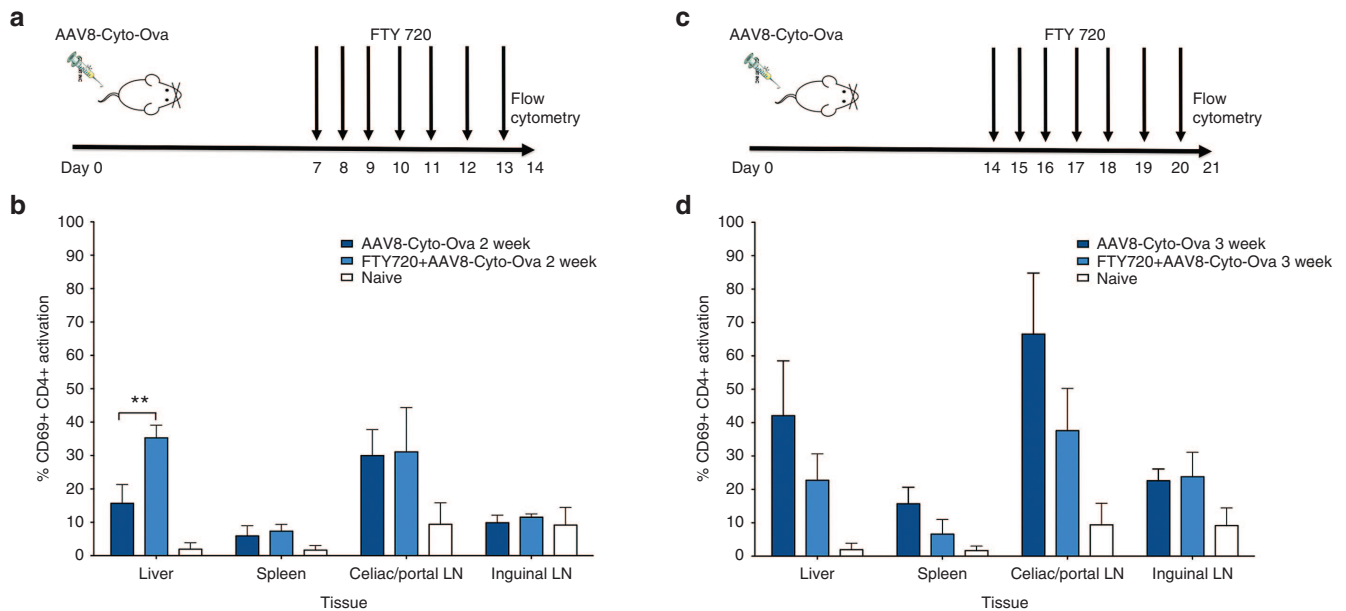 a
AAV8-Cyto-Ova
FTY 720
Flow
cytometry
Day 0
7 8 9 10 11 12 13 14
b
100
90
80
70
60
50
40
30
20
10
0
% CD69+ CD4+ activation
AAV8-Cyto-Ova 2 week
FTY720+AAV8-Cyto-Ova 2 week
Naive
**
Liver Spleen Celiac/portal LN Inguinal LN
Tissue
c
AAV8-Cyto-Ova
FTY 720
Flow
cytometry
Day 0
14 15 16 17 18 19 20 21
d
100
90
80
70
60
50
40
30
20
10
0
% CD69+ CD4+ activation
AAV8-Cyto-Ova 3 week
FTY720+AAV8-Cyto-Ova 3 week
Naive
Liver Spleen Celiac/portal LN Inguinal LN
Tissue